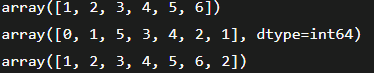 array([1, 2, 3, 4, 5, 6])
array([0, 1, 5, 3, 4, 2, 1], dtype=int64)
array([1, 2, 3, 4, 5, 6, 2])